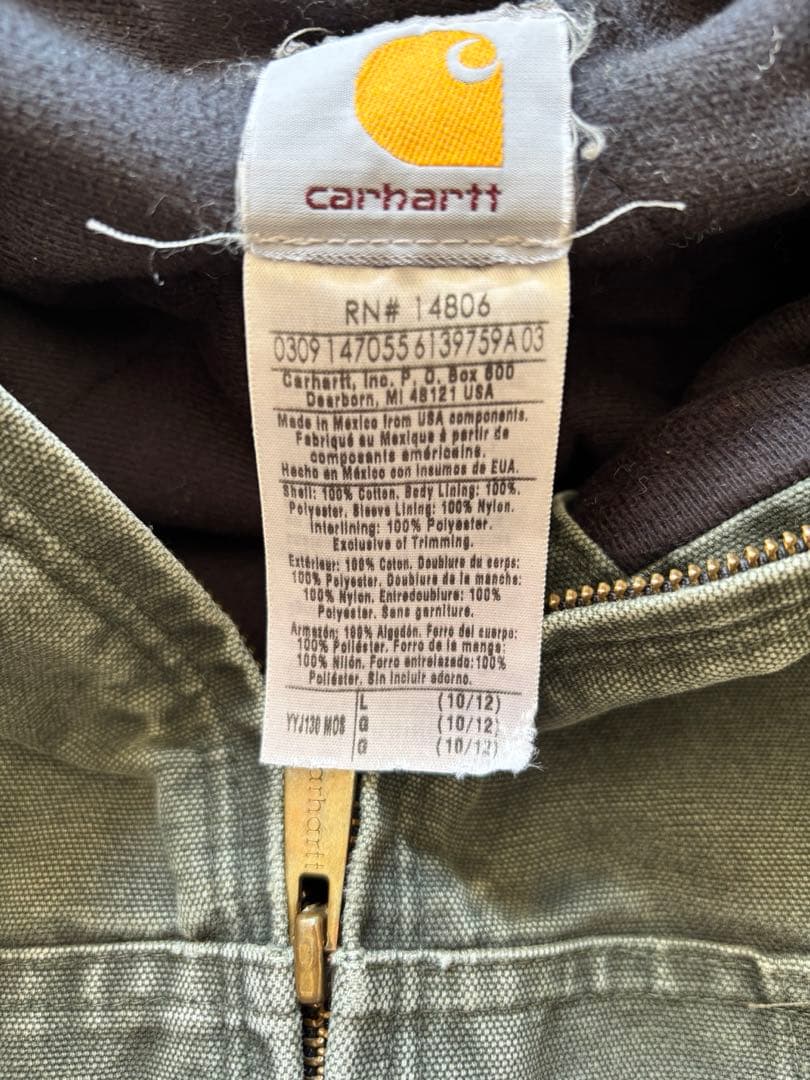 carhartt
RN# 14806
0309 1470556139759A 03
Carhartt, Inc. P. O. Box 600
Dearborn, MI 48121 USA
Made in Mexico from USA components.
Fabriqué au Mexique à partir de
composants américains.
Hecho en México con insumos de EUA.
Shell: 100% Cotton. Body Lining: 100%
Polyester. Sleeve Lining: 100% Nylon.
Interlining: 100% Polyester.
Exclusive of Trimming.
Extérieur: 100% Coton. Doublure du corps:
100% Polyester. Doublure de la manche:
100% Nylon. Entredoublure: 100%
Polyester. Sans garniture.
Armazón: 100% Algodón. Forro del cuerpo:
100% Poliéster. Forro de la manga:
100% Nilón. Forro entrelazado: 100%
Poliéster. Sin incluir adorno.
YYJ130 MOS
L (10/12)
G (10/12)
G (10/12)
carhartt